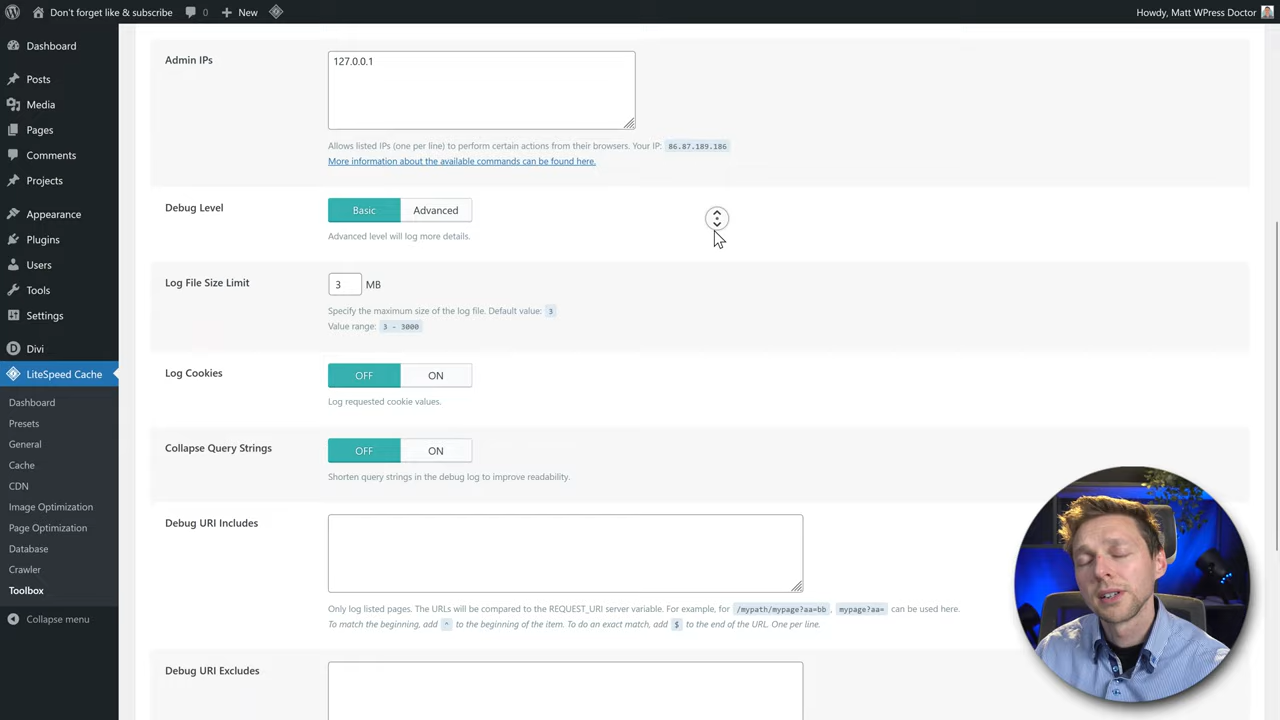 Don't forget like & subscribe
0
New
Howdy, Matt WPress Doctor
Dashboard
Posts
Media
Pages
Comments
Projects
Appearance
Plugins
Users
Tools
Settings
Divi
LiteSpeed Cache
Dashboard
Presets
General
Cache
CDN
Image Optimization
Page Optimization
Database
Crawler
Toolbox
Collapse menu
Admin IPs
127.0.0.1
Allows listed IPs (one per line) to perform certain actions from their browsers. Your IP: 86.87.189.186
More information about the available commands can be found here.
Debug Level
Basic
Advanced
Advanced level will log more details.
Log File Size Limit
3 MB
Specify the maximum size of the log file. Default value: 3
Value range: 3 - 3000
Log Cookies
OFF
ON
Log requested cookie values.
Collapse Query Strings
OFF
ON
Shorten query strings in the debug log to improve readability.
Debug URI Includes
Only log listed pages. The URLs will be compared to the REQUEST_URI server variable. For example, for /mypath/mypage?aa=bb, mypage?aa= can be used here.
To match the beginning, add ^ to the beginning of the item. To do an exact match, add $ to the end of the URL. One per line.
Debug URI Excludes